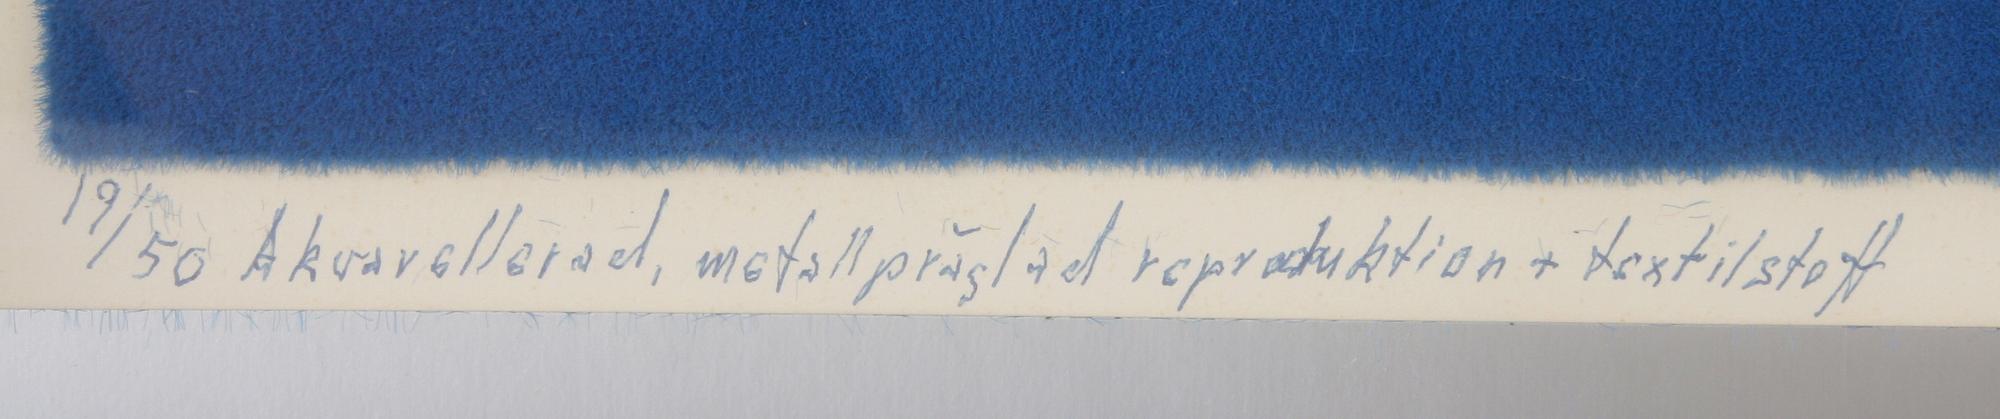 19/50 Akvarellerad, metallpräglad reproduktion + textilstoff